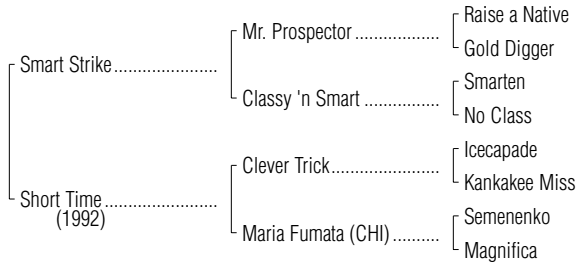 Raise a Native
Mr. Prospector ..................
Gold Digger
Smart Strike ......................
Smarten
Classy 'n Smart ................
No Class
Icecapade
Clever Trick .......................
Kankakee Miss
Short Time ........................
(1992)
Semenenko
Maria Fumata (CHI) ..........
Magnifica